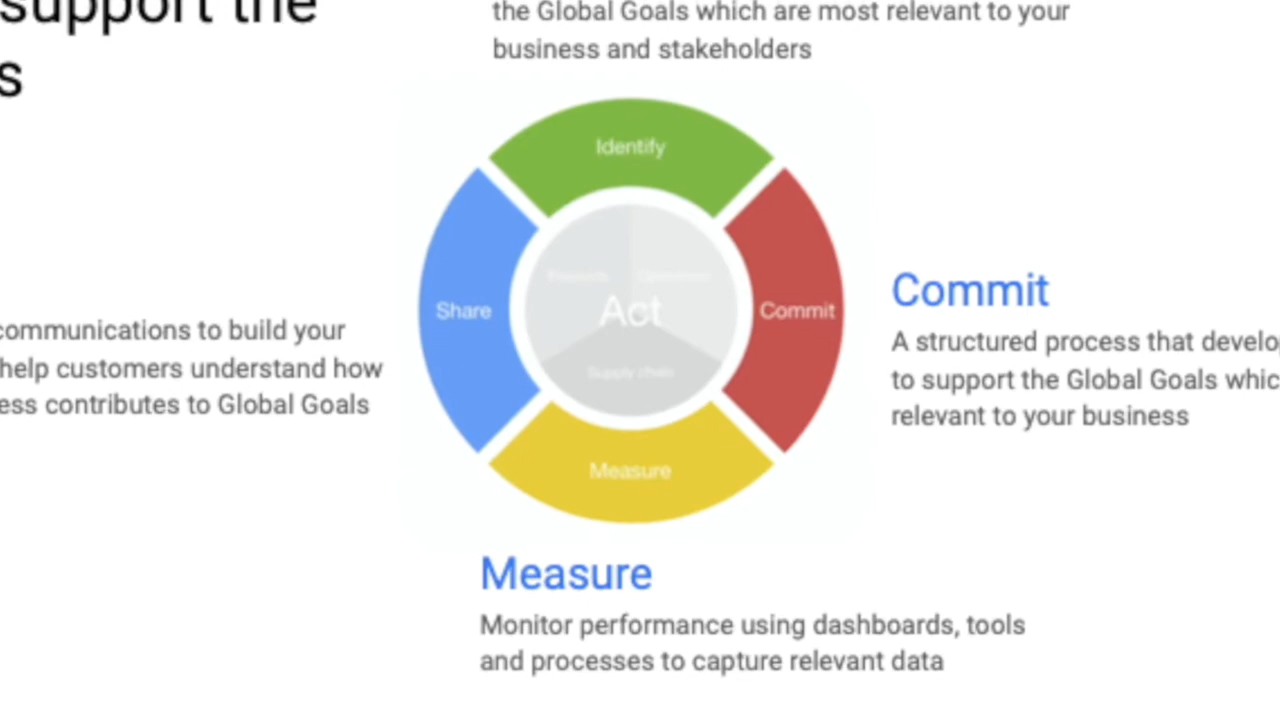 support the
s
the Global Goals which are most relevant to your
business and stakeholders
Identify
Share
Act
Supply chain
Commit
Measure
communications to build your
help customers understand how
ess contributes to Global Goals
Commit
A structured process that develo
to support the Global Goals whic
relevant to your business
Measure
Monitor performance using dashboards, tools
and processes to capture relevant data